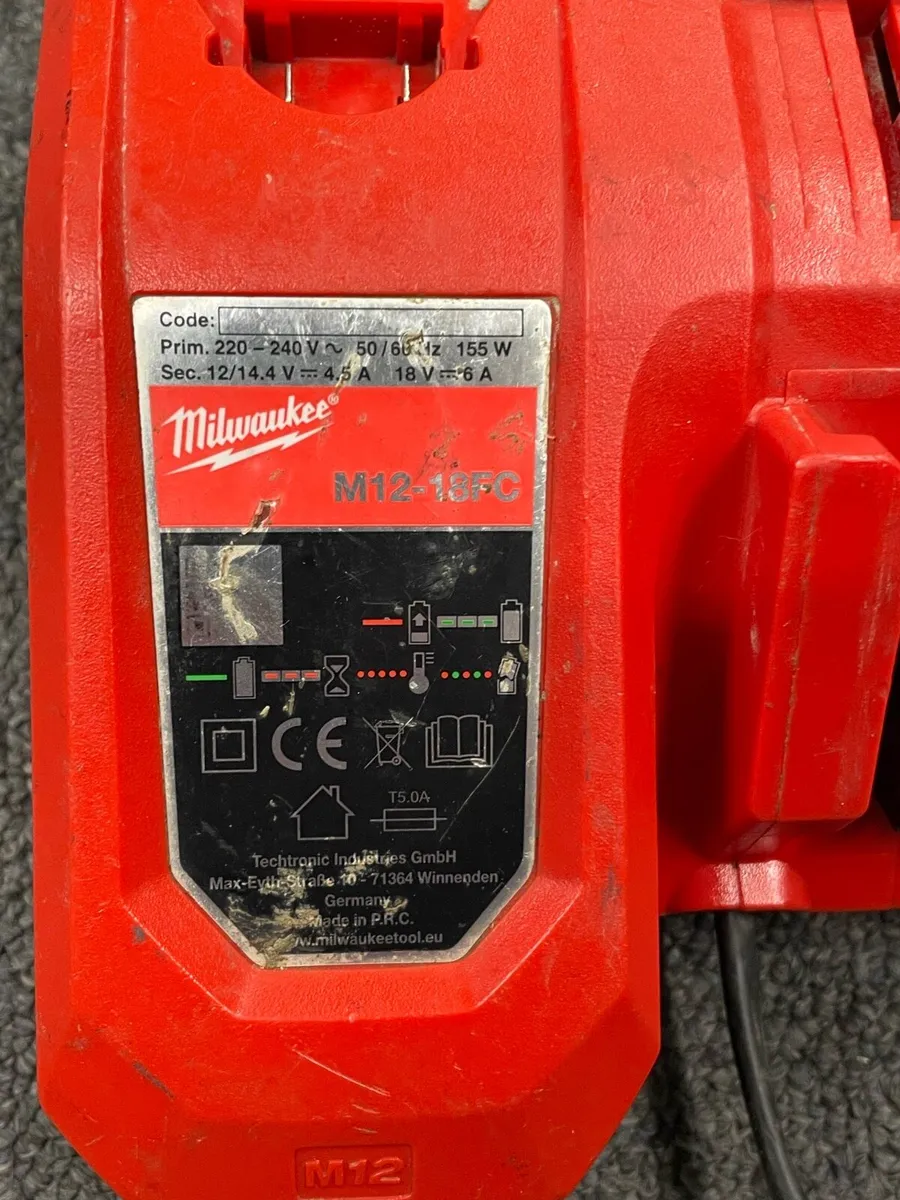 Code:
Prim. 220 – 240 V ~ 50 / 60 Hz 155 W
Sec. 12/14.4 V ⎓ 4,5 A 18 V ⎓ 6 A
Milwaukee®
M12-18FC
CE
T5.0A
Techtronic Industries GmbH
Max-Eyth-Straße 10 - 71364 Winnenden
Germany
Made in P.R.C.
www.milwaukeetool.eu
M12